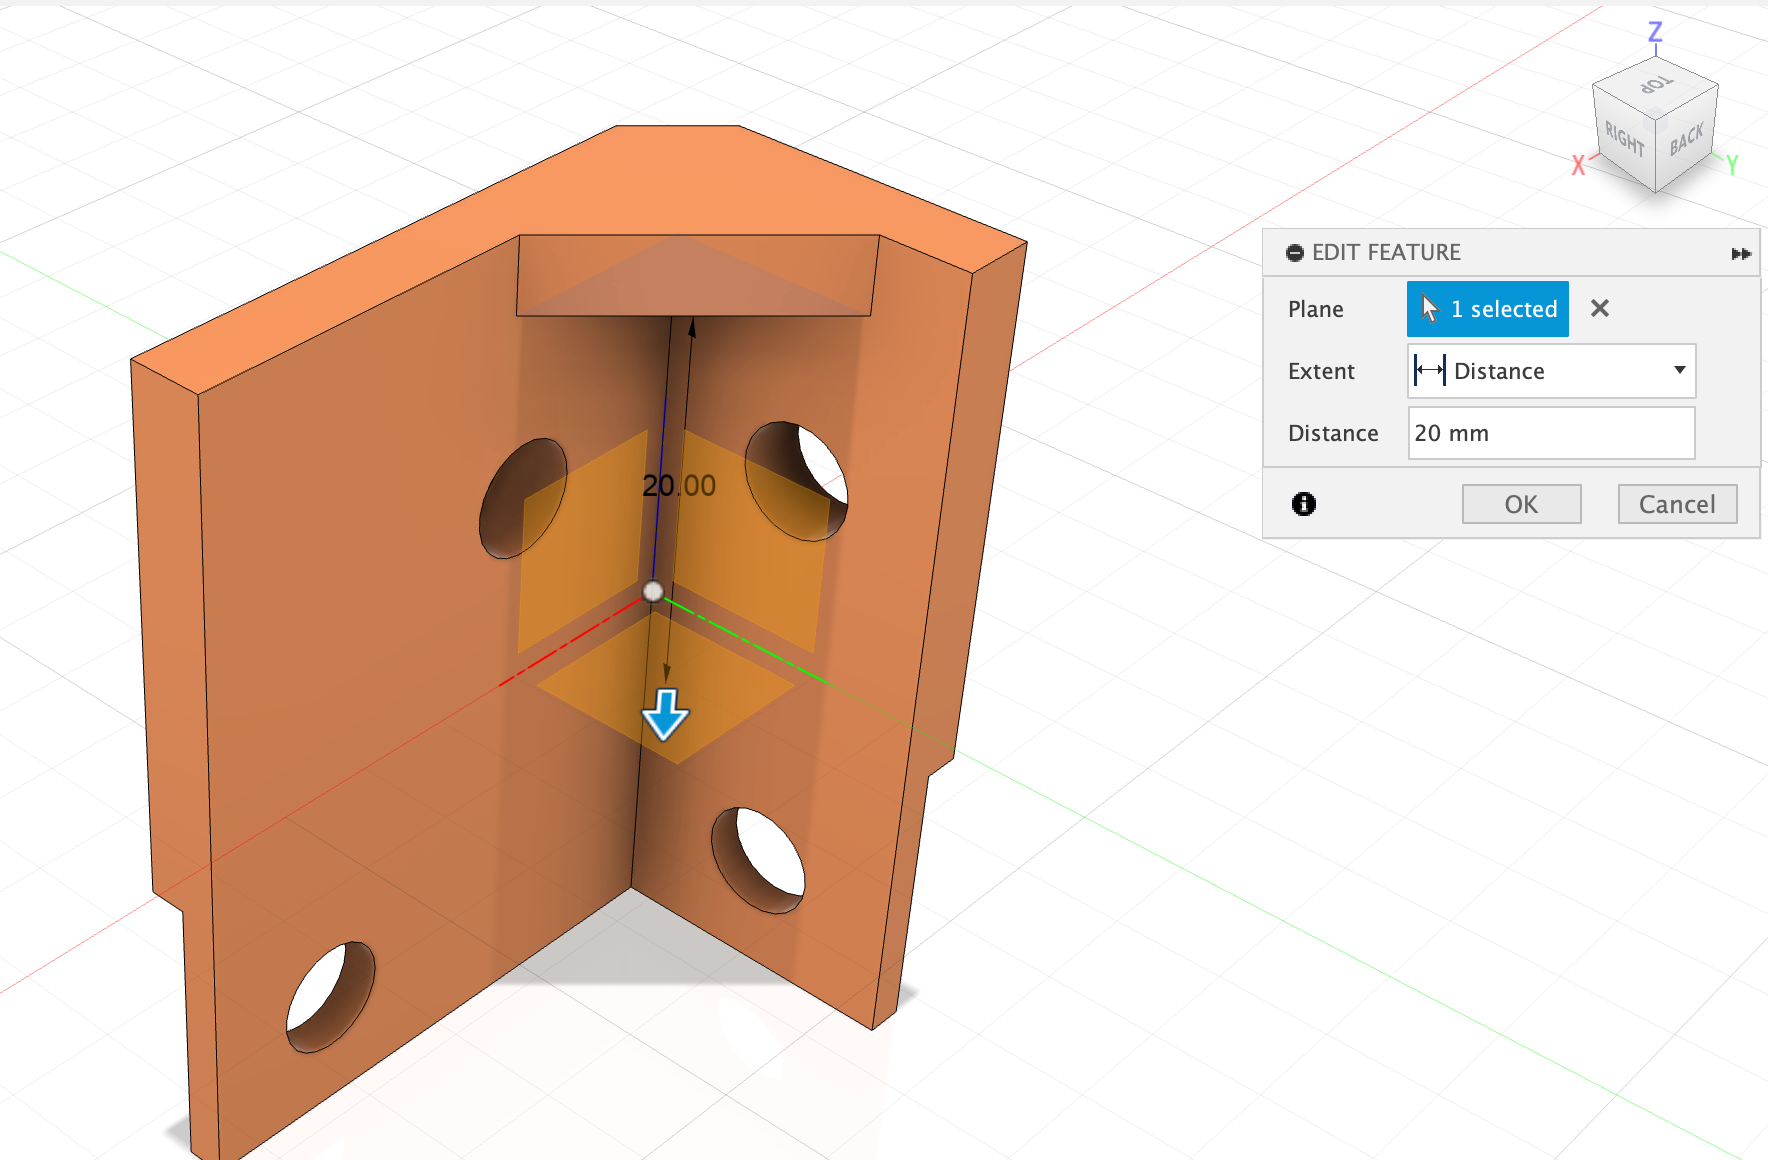 Z
TOP
RIGHT
BACK
X
Y
EDIT FEATURE
Plane
1 selected
Extent
Distance
Distance
20 mm
OK
Cancel
20.00